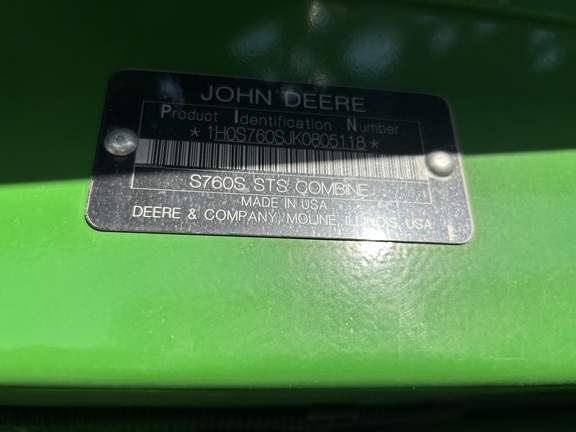 JOHN DEERE
Product Identification Number
* 1H0S760SJK0805118 *
S760S STS COMBINE
MADE IN USA
DEERE & COMPANY, MOLINE, ILLINOIS, USA